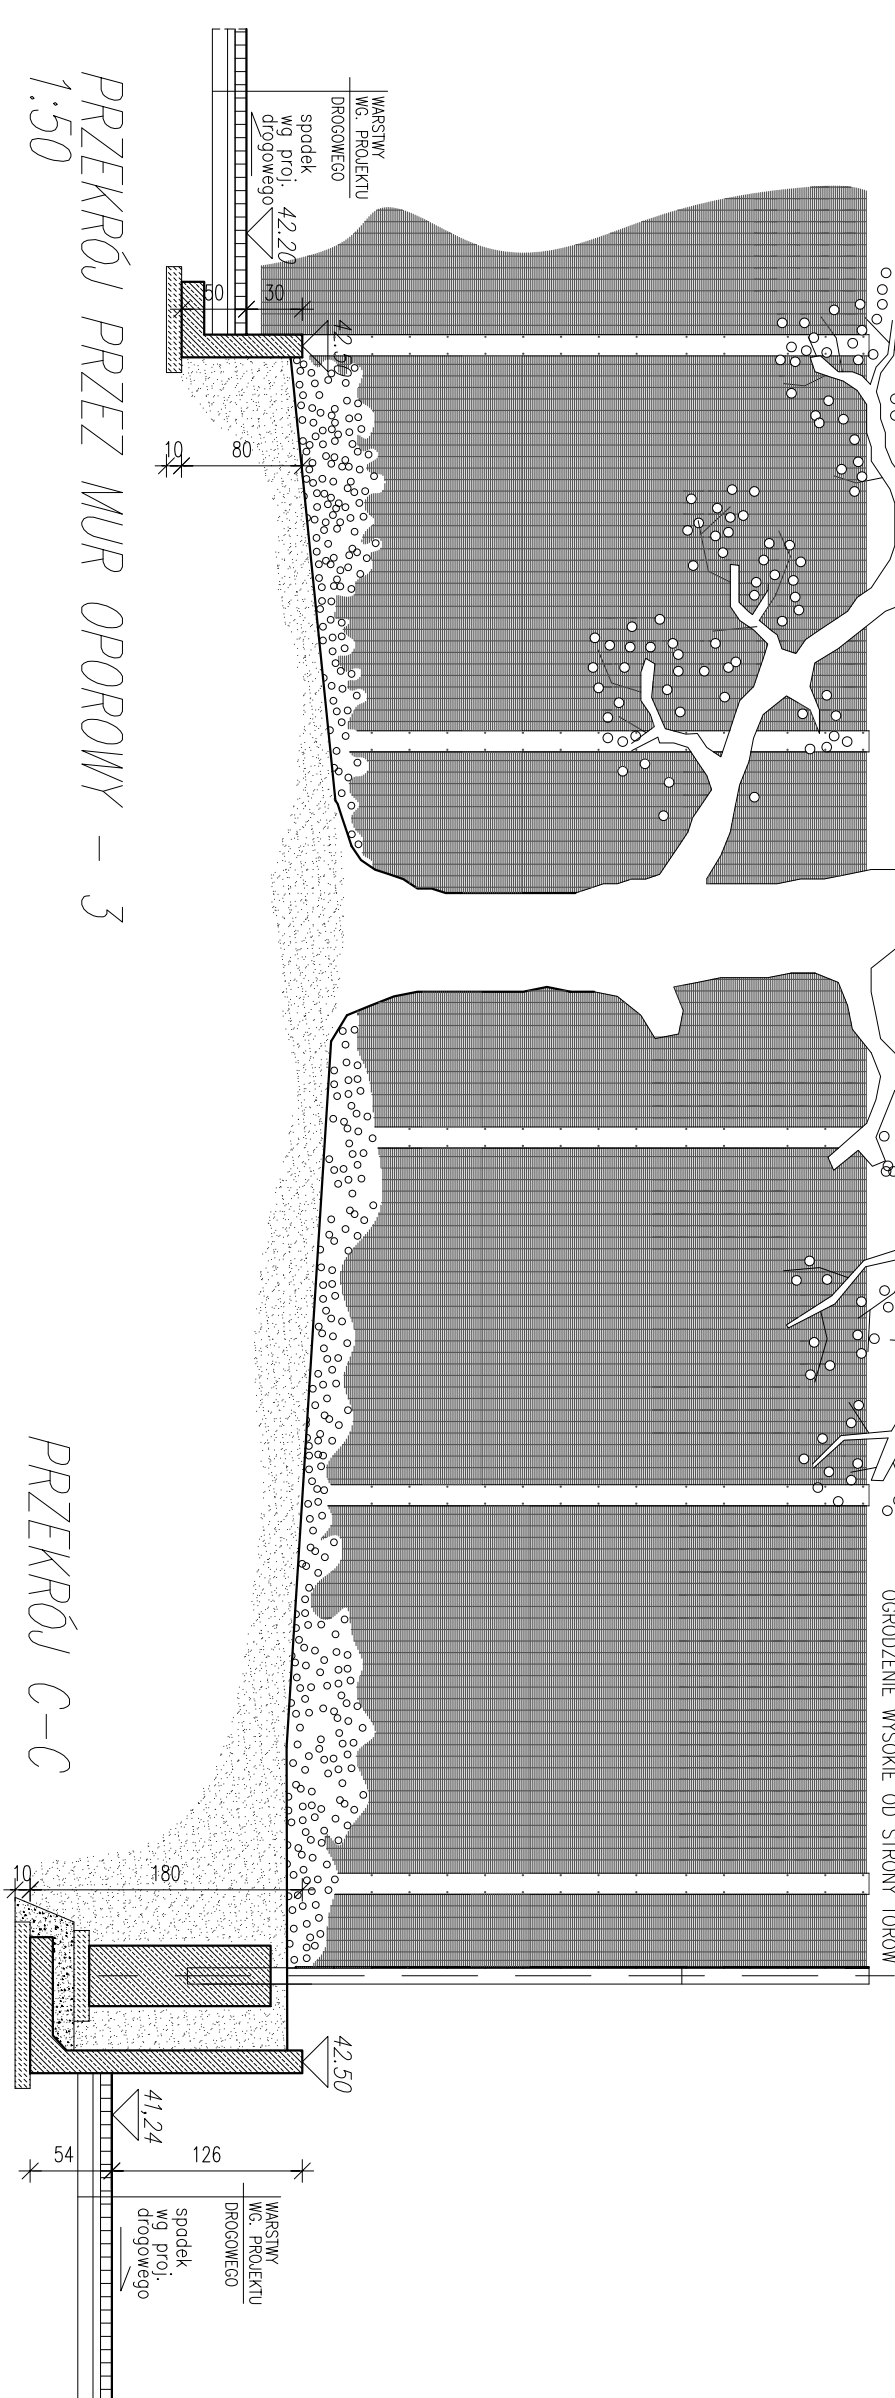 PRZEKRÓJ PRZEZ MUR OPOROWY - 3
1:50
WARSTWY
WG. PROJEKTU
DROGOWEGO
spadek
wg proj.
drogowego
42.20
50
30
42.50
10
80
OGRODZENIE WYSOKIE OD STRONY TORÓW
PRZEKRÓJ C-C
10
180
42.50
41,24
54
126
WARSTWY
WG. PROJEKTU
DROGOWEGO
spadek
wg proj.
drogowego